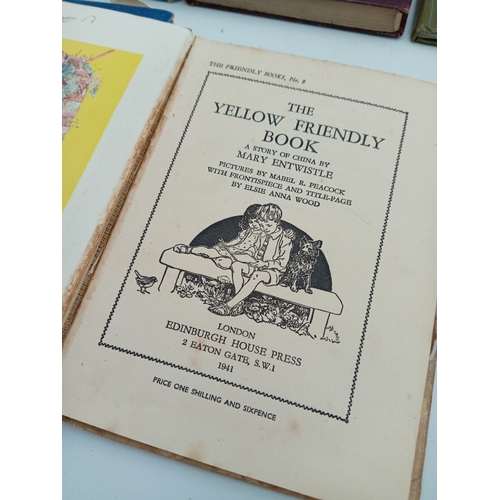 THE FRIENDLY BOOKS, No. 8
THE
YELLOW FRIENDLY
BOOK
A STORY OF CHINA BY
MARY ENTWISTLE
PICTURES BY MABEL R. PEACOCK
WITH FRONTISPIECE AND TITLE-PAGE
BY ELSIE ANNA WOOD
LONDON
EDINBURGH HOUSE PRESS
2 EATON GATE, S.W.1
1941
PRICE ONE SHILLING AND SIXPENCE